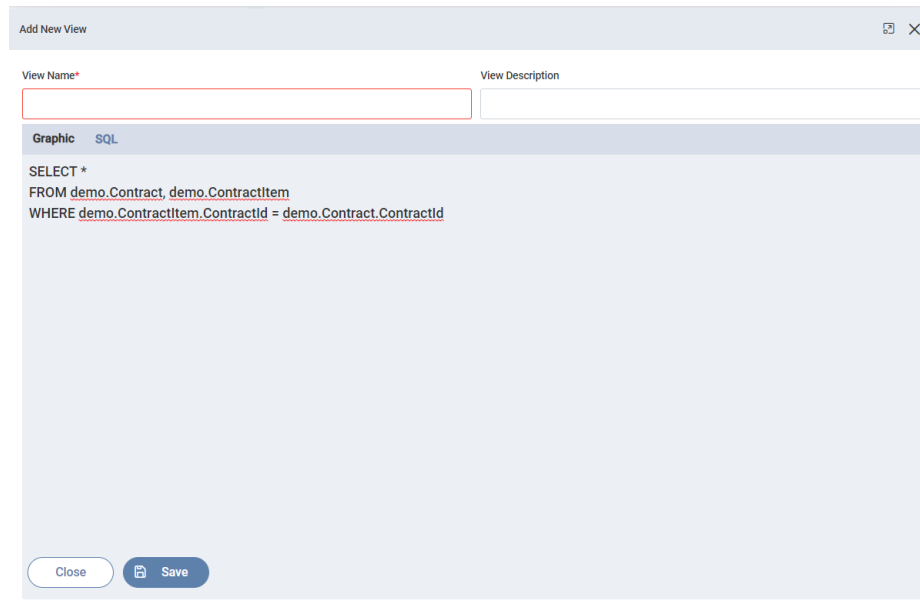 Add New View
View Name* View Description
Graphic SQL
SELECT *
FROM demo.Contract, demo.ContractItem
WHERE demo.ContractItem.ContractId = demo.Contract.ContractId
Close Save